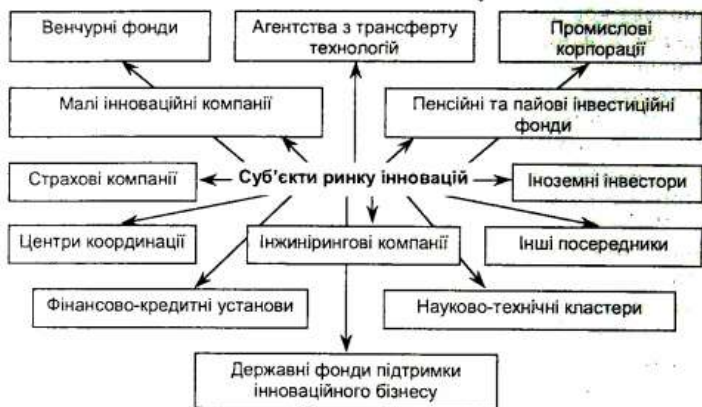 Венчурні фонди
Агентства з трансферту
технологій
Промислові
корпорації
Малі інноваційні компанії
Пенсійні та пайові інвестиційні
фонди
Страхові компанії
Суб'єкти ринку інновацій
Іноземні інвестори
Центри координації
Інжинірингові компанії
Інші посередники
Фінансово-кредитні установи
Науково-технічні кластери
Державні фонди підтримки
інноваційного бізнесу